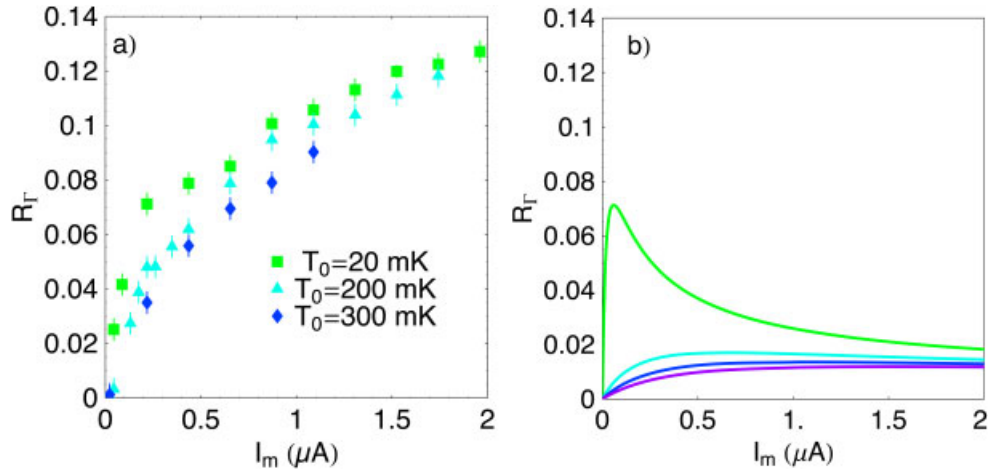 a)
0.14
0.12
0.1
0.08
0.06
0.04
0.02
0
R_Γ
T_0=20 mK
T_0=200 mK
T_0=300 mK
0 0.5 1 1.5 2
I_m (μA)
b)
0.14
0.12
0.1
0.08
0.06
0.04
0.02
0
R_Γ
0 0.5 1. 1.5 2
I_m (μA)